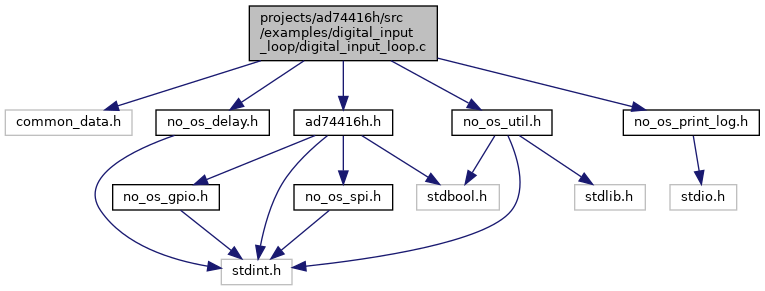 projects/ad74416h/src
/examples/digital_input
_loop/digital_input_loop.c
common_data.h
no_os_delay.h
ad74416h.h
no_os_util.h
no_os_print_log.h
no_os_gpio.h
no_os_spi.h
stdbool.h
stdlib.h
stdio.h
stdint.h